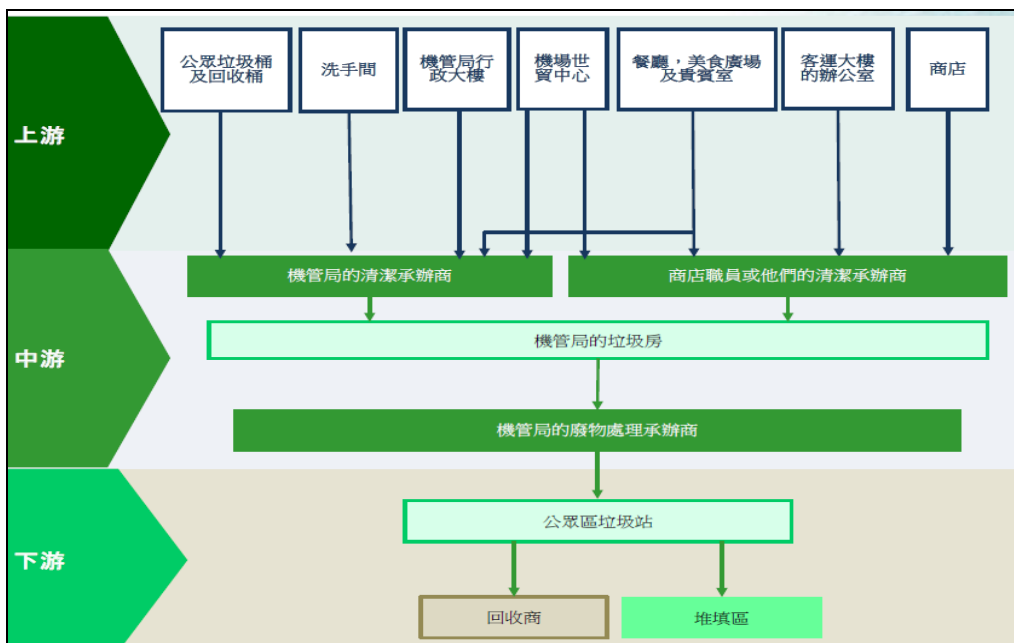 上游
公眾垃圾桶
及回收桶
洗手間
機管局行
政大樓
機場世
貿中心
餐廳，美食廣場
及貴賓室
客運大樓
的辦公室
商店
中游
機管局的清潔承辦商
商店職員或他們的清潔承辦商
機管局的垃圾房
機管局的廢物處理承辦商
下游
公眾區垃圾站
回收商
堆填區